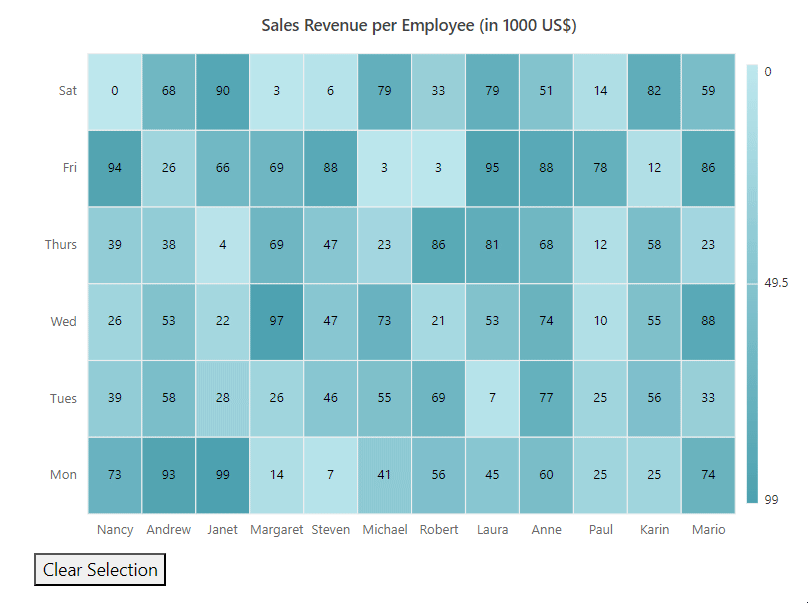 Sales Revenue per Employee (in 1000 US$)
Sat 0 68 90 3 6 79 33 79 51 14 82 59 0
Fri 94 26 66 69 88 3 3 95 88 78 12 86
Thurs 39 38 4 69 47 23 86 81 68 12 58 23
49.5
Wed 26 53 22 97 47 73 21 53 74 10 55 88
Tues 39 58 28 26 46 55 69 7 77 25 56 33
Mon 73 93 99 14 7 41 56 45 60 25 25 74
99
Nancy Andrew Janet Margaret Steven Michael Robert Laura Anne Paul Karin Mario
Clear Selection